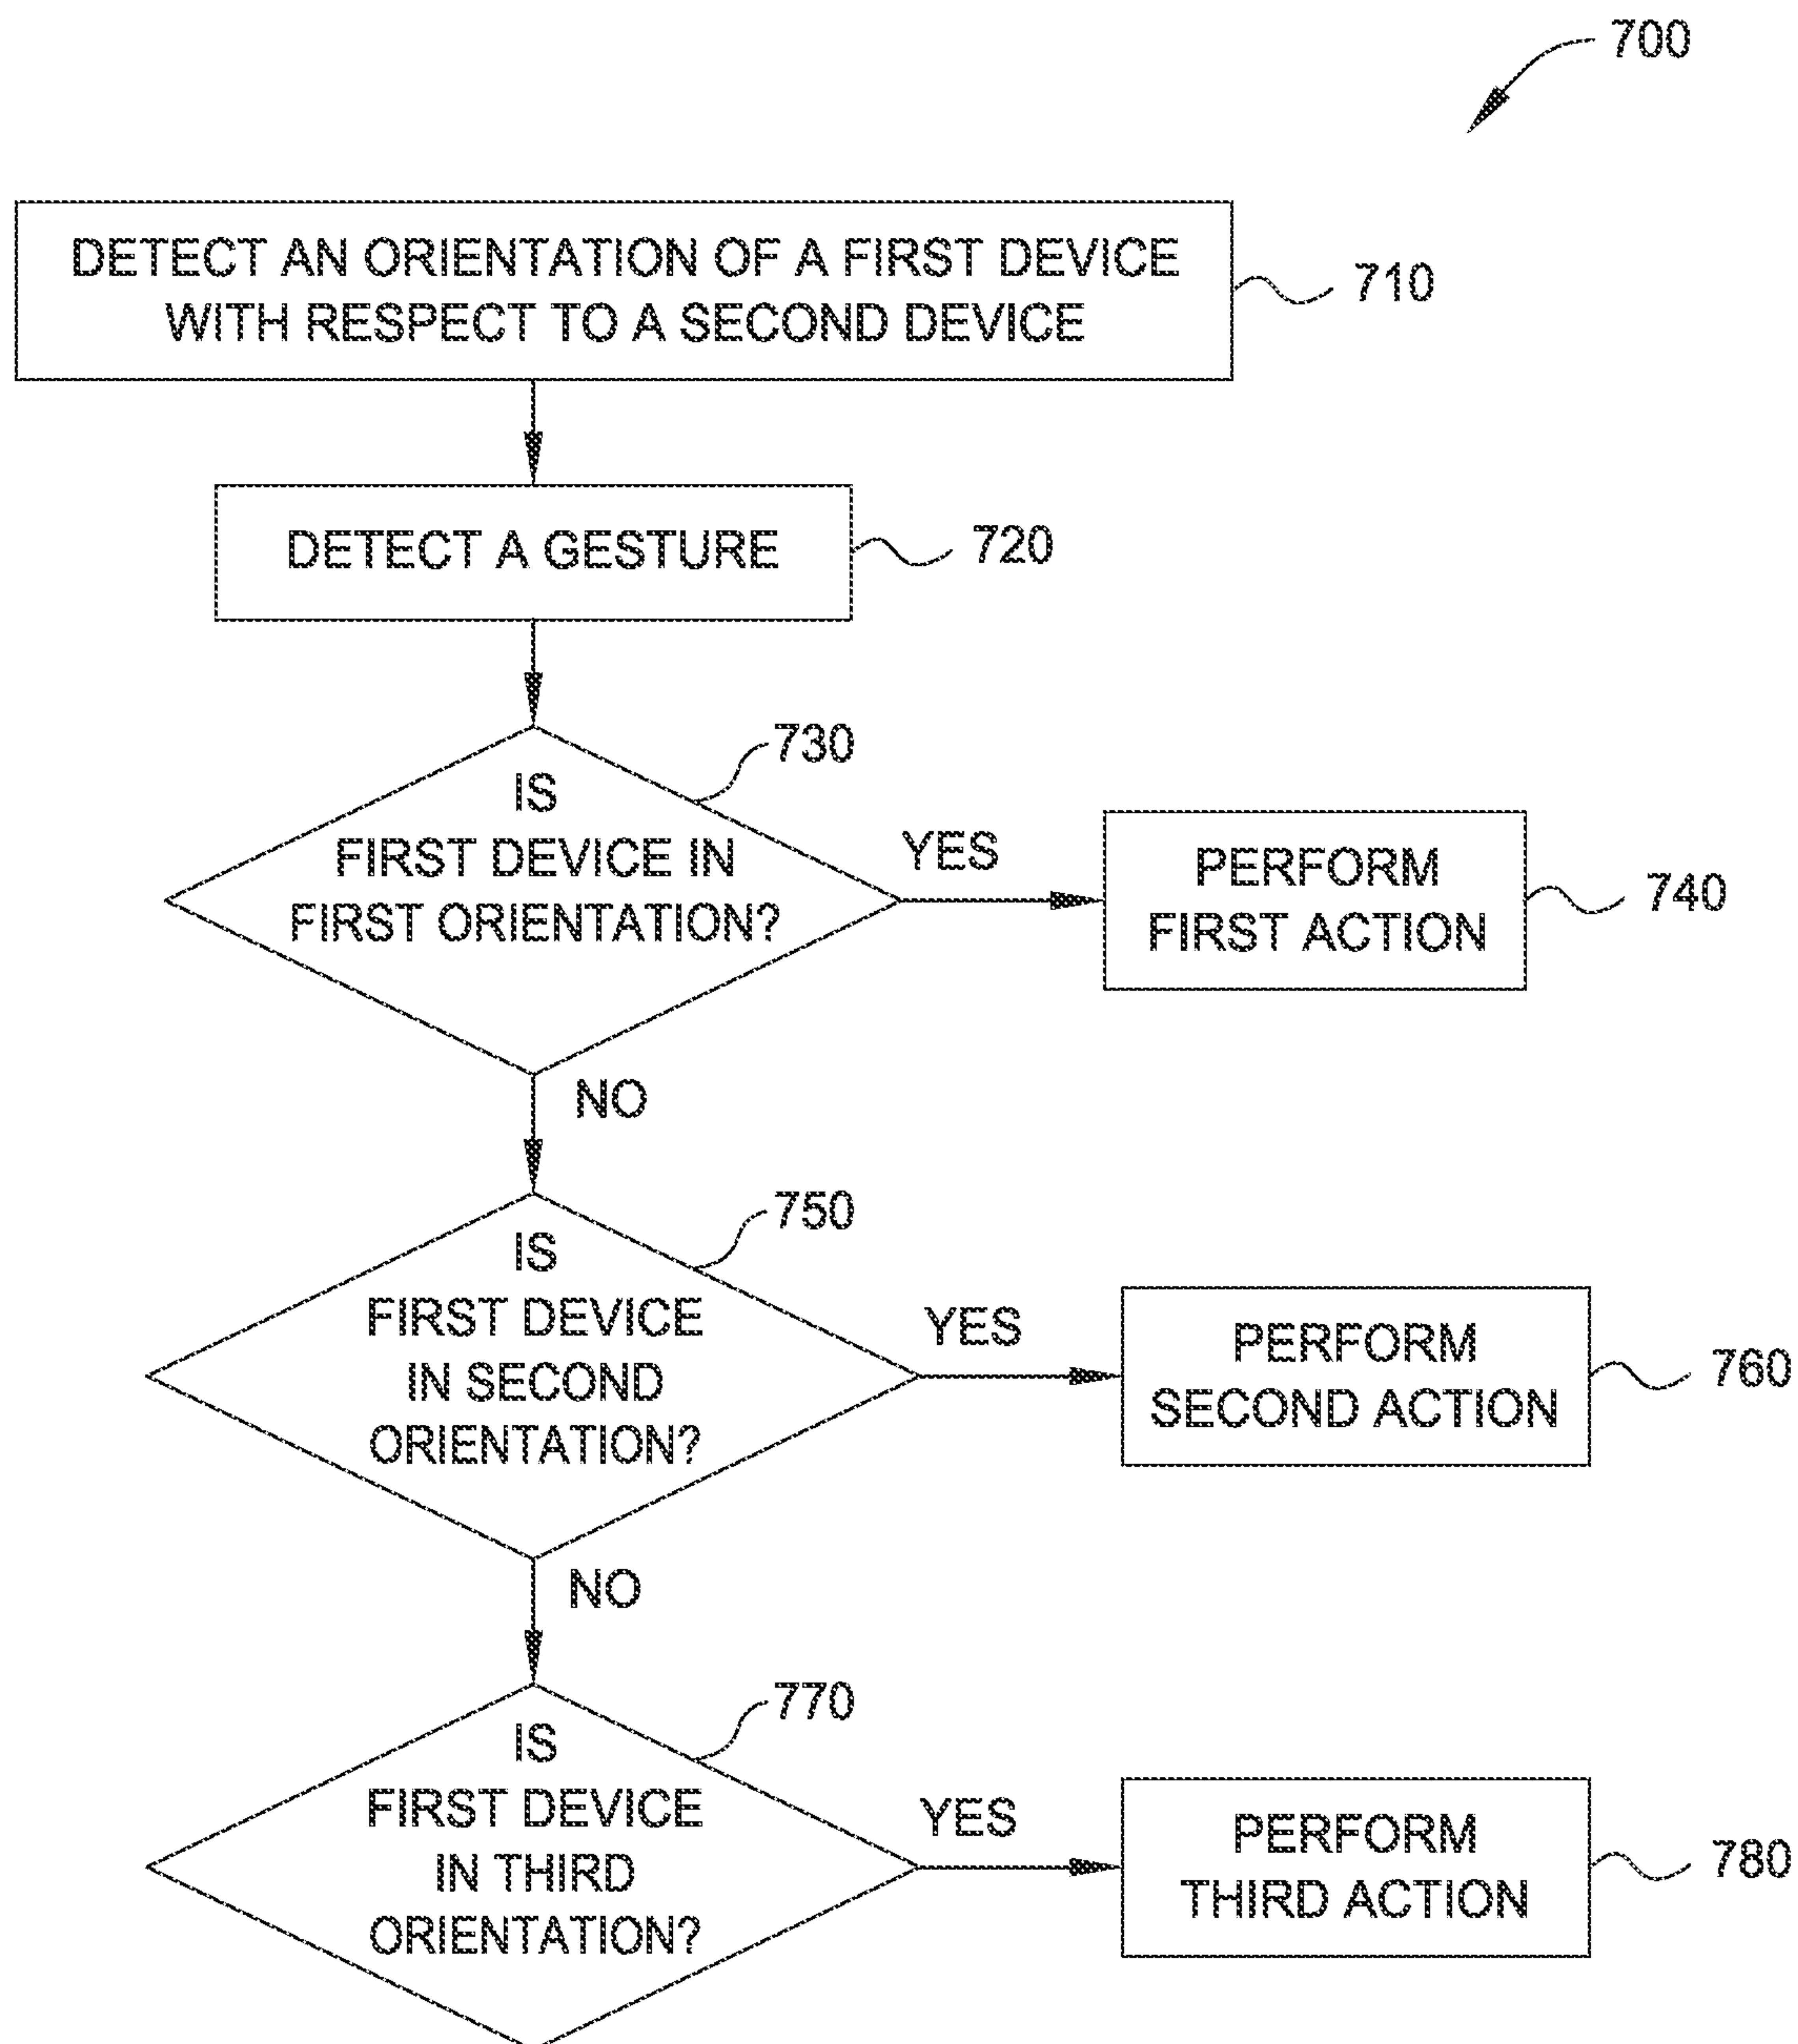 700
DETECT AN ORIENTATION OF A FIRST DEVICE
WITH RESPECT TO A SECOND DEVICE
710
DETECT A GESTURE
720
730
IS
FIRST DEVICE IN
FIRST ORIENTATION?
YES
PERFORM
FIRST ACTION
740
NO
750
IS
FIRST DEVICE
IN SECOND
ORIENTATION?
YES
PERFORM
SECOND ACTION
760
NO
770
IS
FIRST DEVICE
IN THIRD
ORIENTATION?
YES
PERFORM
THIRD ACTION
780